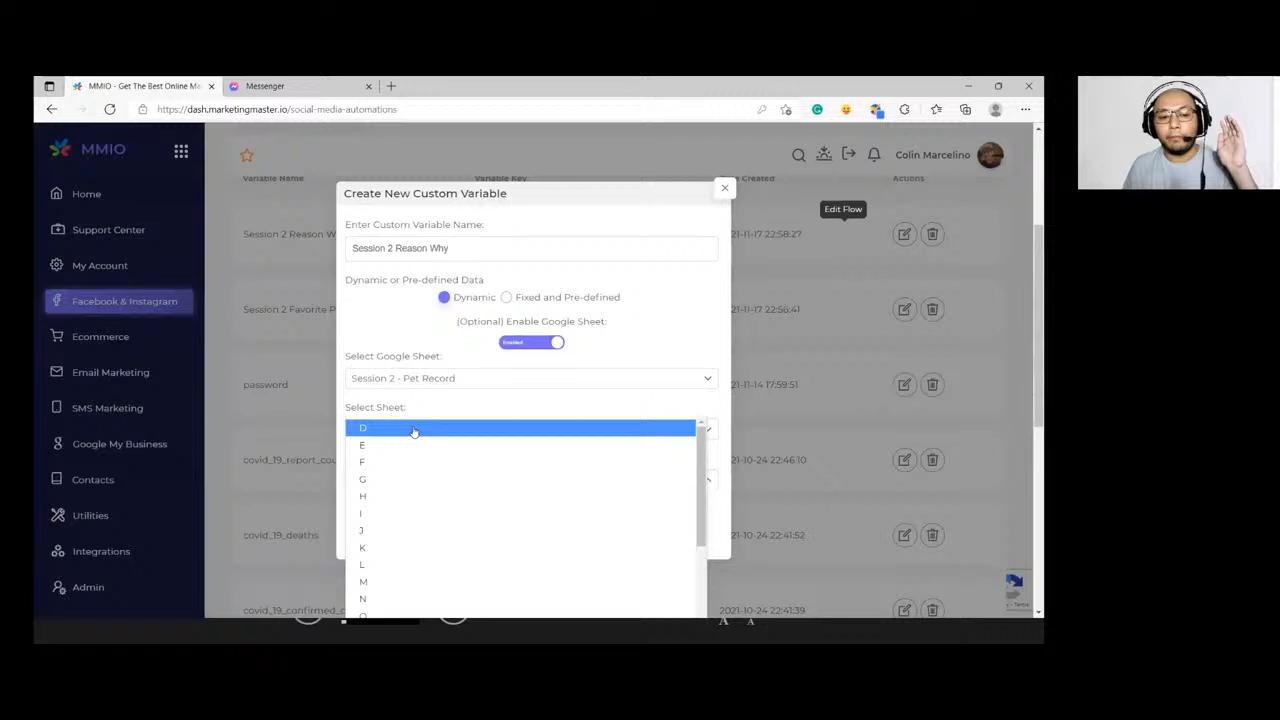 MMIO - Get The Best Online Ma
Messenger
https://dash.marketingmaster.io/social-media-automations
MMIO
Colin Marcelino
Home
Support Center
My Account
Facebook & Instagram
Ecommerce
Email Marketing
SMS Marketing
Google My Business
Contacts
Utilities
Integrations
Admin
Variable Name
Variable Key
Date Created
Actions
Edit Flow
Session 2 Reason W
21-11-17 22:58:27
Session 2 Favorite P
21-11-17 22:56:41
password
21-11-14 17:59:51
covid_19_report_cou
2021-10-24 22:46:10
covid_19_deaths
2021-10-24 22:41:52
covid_19_confirmed_c
2021-10-24 22:41:39
Create New Custom Variable
Enter Custom Variable Name:
Session 2 Reason Why
Dynamic or Pre-defined Data
Dynamic
Fixed and Pre-defined
(Optional) Enable Google Sheet:
Enabled
Select Google Sheet:
Session 2 - Pet Record
Select Sheet:
D
E
F
G
H
I
J
K
L
M
N
O
A A